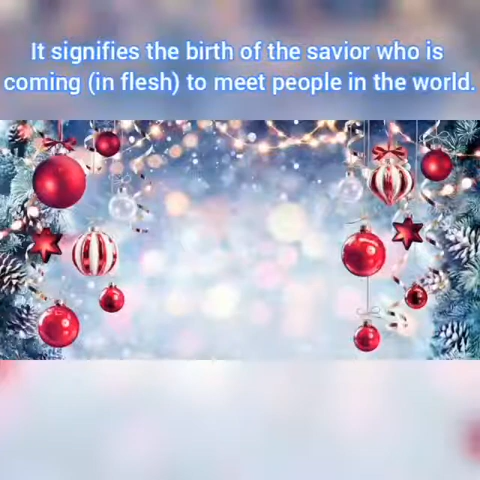 It signifies the birth of the savior who is
coming (in flesh) to meet people in the world.